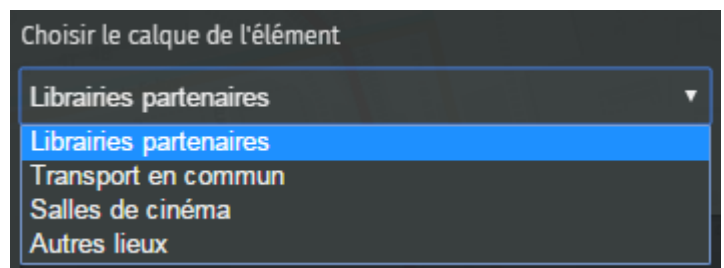 Choisir le calque de l'élément
Librairies partenaires
Librairies partenaires
Transport en commun
Salles de cinéma
Autres lieux